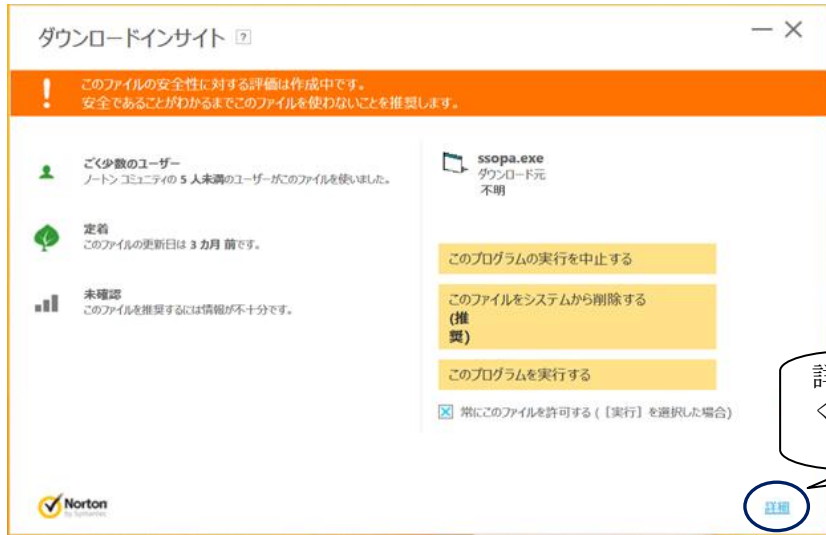 ダウンロードインサイト ?
このファイルの安全性に対する評価は作成中です。
安全であることがわかるまでこのファイルを使わないことを推奨します。
ごく少数のユーザー
ノートン コミュニティの 5 人未満のユーザーがこのファイルを使いました。
定着
このファイルの更新日は 3 カ月 前です。
未確認
このファイルを推奨するには情報が不十分です。
ssopa.exe
ダウンロード元
不明
このプログラムの実行を中止する
このファイルをシステムから削除する
(推
奨)
このプログラムを実行する
常にこのファイルを許可する ( [実行] を選択した場合)
Norton
by Symantec
詳細